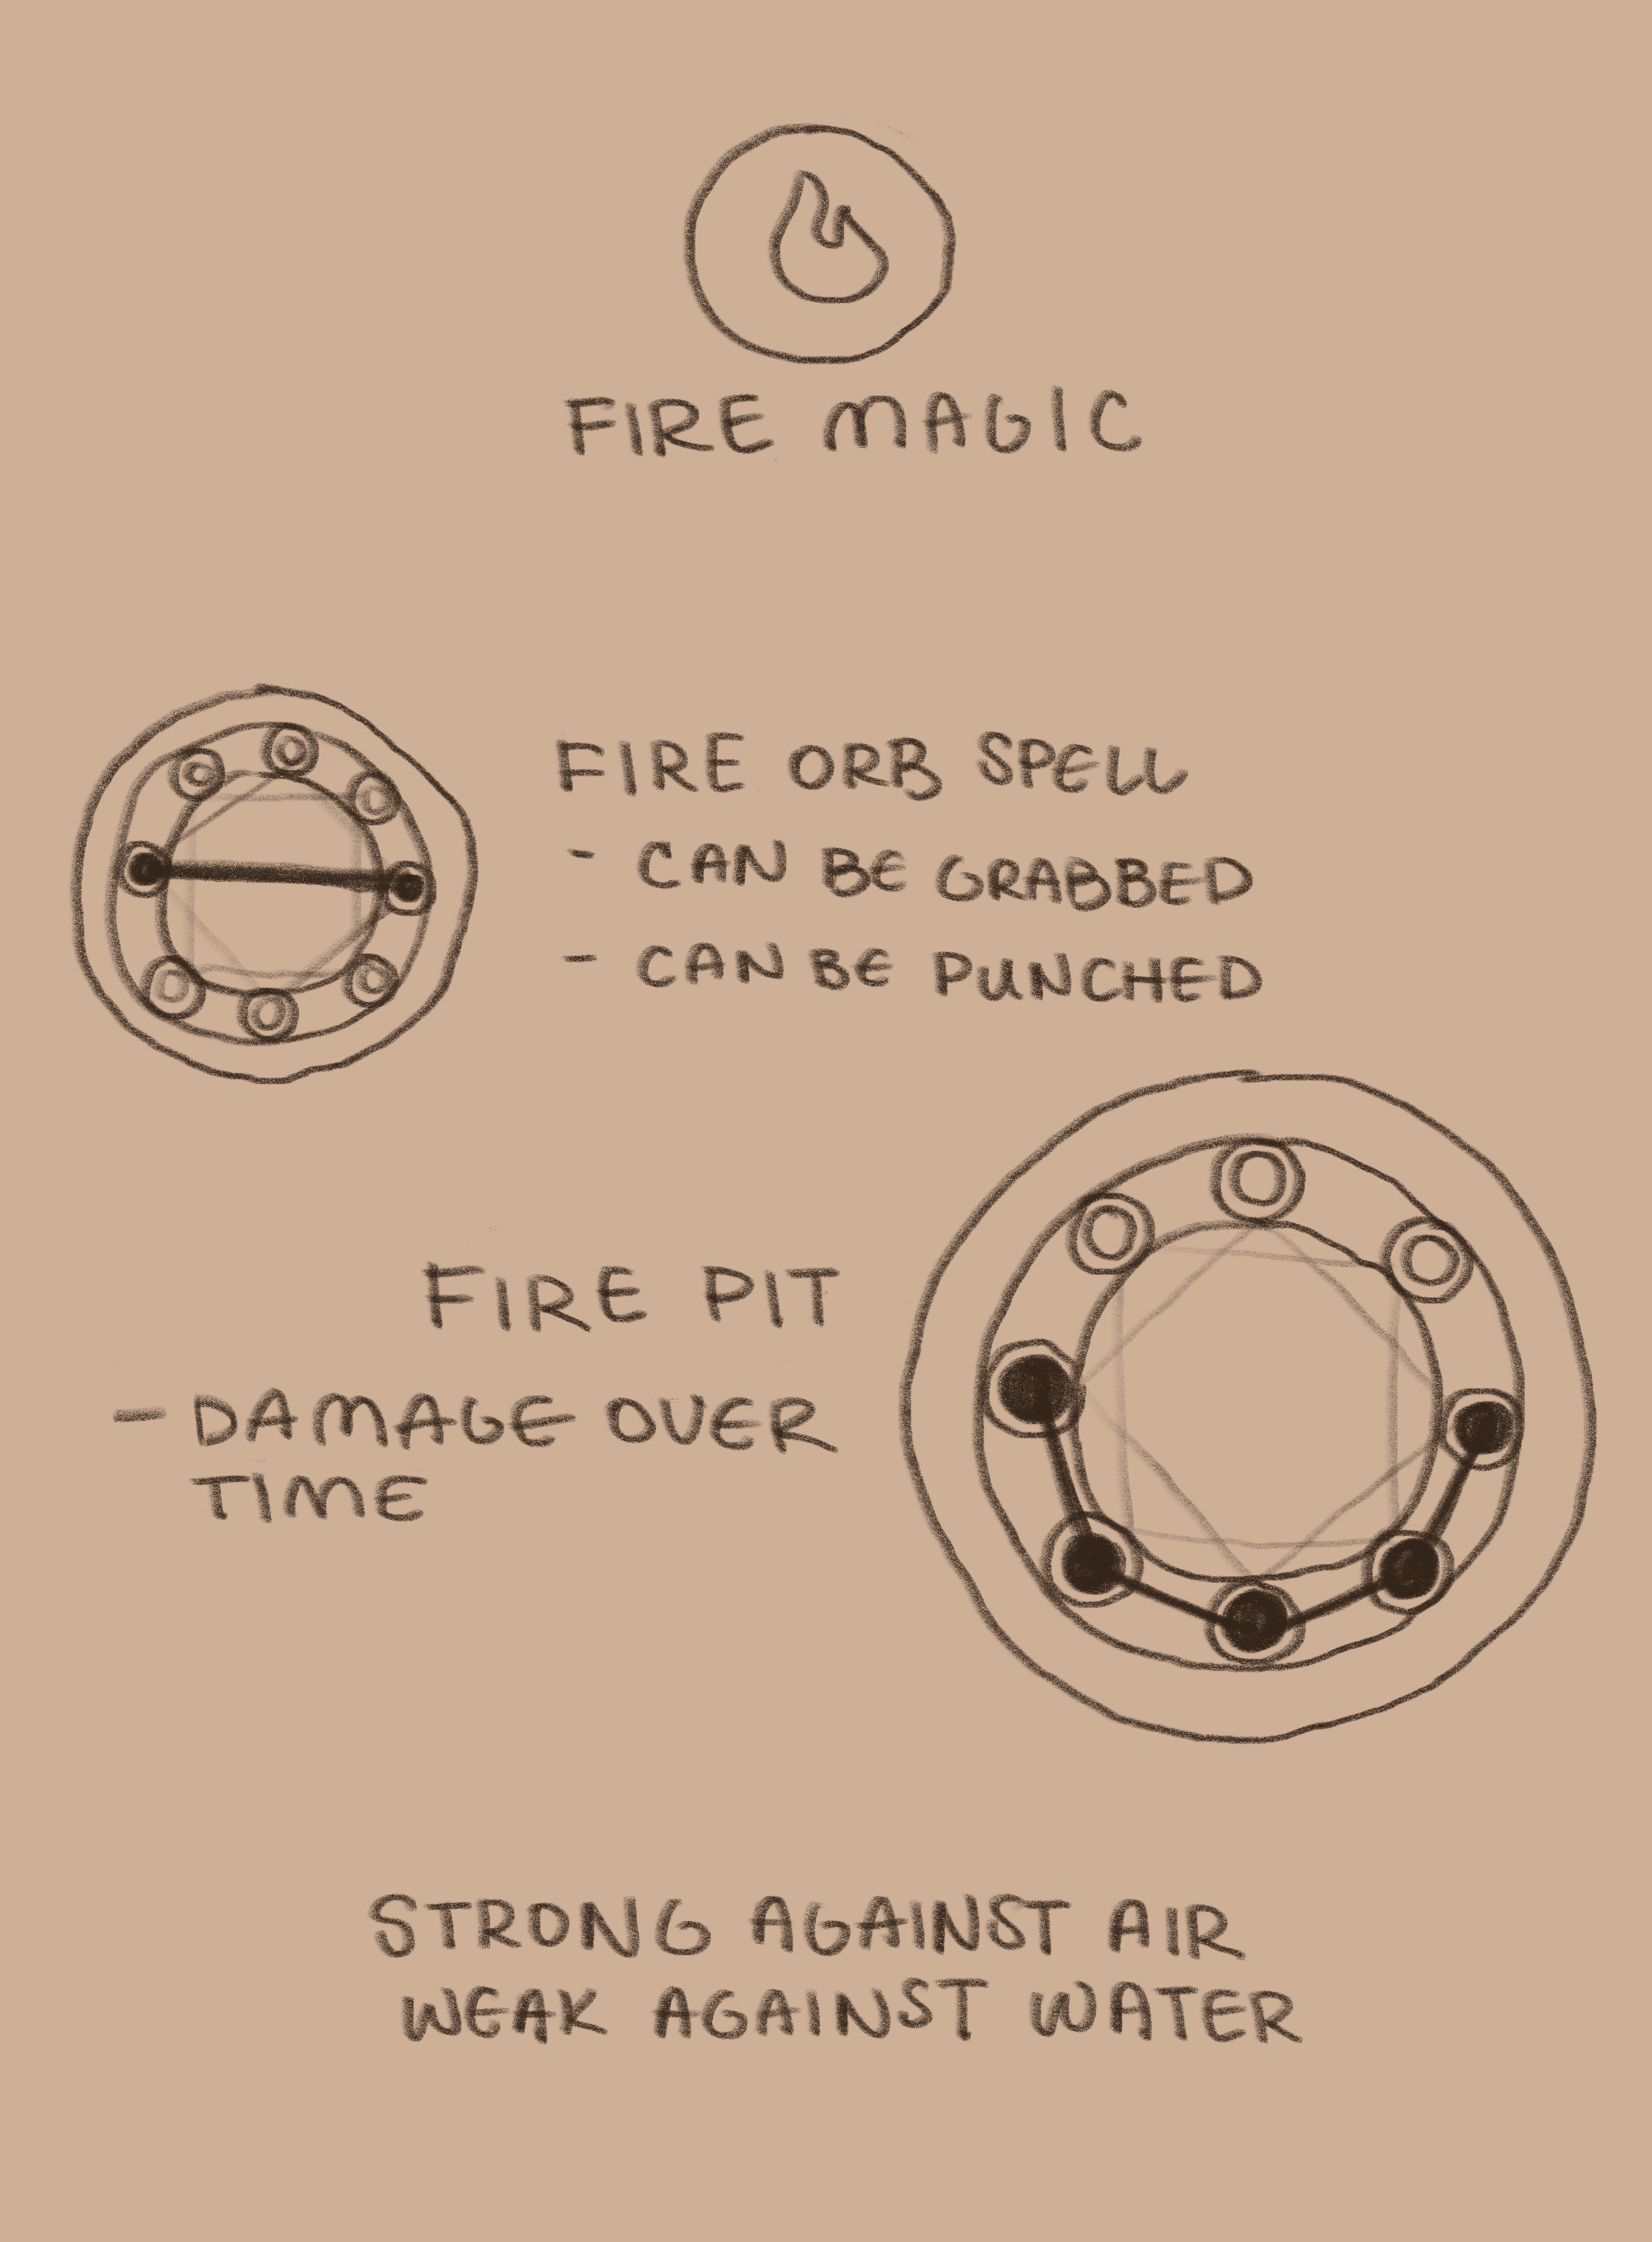 FIRE MAGIC
FIRE ORB SPELL
- CAN BE GRABBED
- CAN BE PUNCHED
FIRE PIT
- DAMAGE OVER
TIME
STRONG AGAINST AIR
WEAK AGAINST WATER